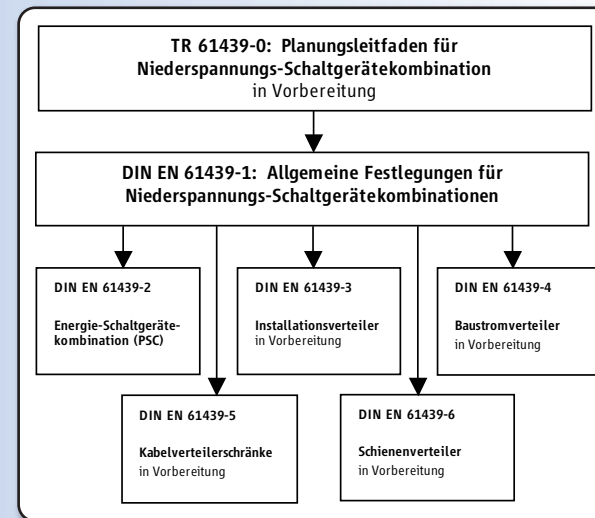 TR 61439-0: Planungsleitfaden für
Niederspannungs-Schaltgerätekombination
in Vorbereitung
DIN EN 61439-1: Allgemeine Festlegungen für
Niederspannungs-Schaltgerätekombinationen
DIN EN 61439-2
Energie-Schaltgeräte-
kombination (PSC)
DIN EN 61439-3
Installationsverteiler
in Vorbereitung
DIN EN 61439-4
Baustromverteiler
in Vorbereitung
DIN EN 61439-5
Kabelverteilerschränke
in Vorbereitung
DIN EN 61439-6
Schienenverteiler
in Vorbereitung